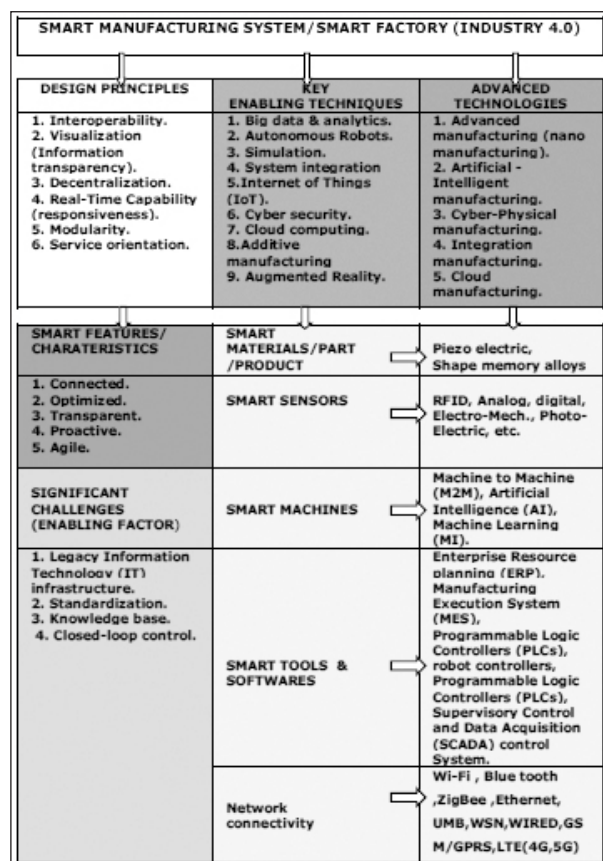 SMART MANUFACTURING SYSTEM/SMART FACTORY (INDUSTRY 4.0)
DESIGN PRINCIPLES
1. Interoperability.
2. Visualization
(Information
transparency).
3. Decentralization.
4. Real-Time Capability
(responsiveness).
5. Modularity.
6. Service orientation.
KEY
ENABLING TECHNIQUES
1. Big data & analytics.
2. Autonomous Robots.
3. Simulation.
4. System integration
5.Internet of Things
(IoT).
6. Cyber security.
7. Cloud computing.
8.Additive
manufacturing
9. Augmented Reality.
ADVANCED
TECHNOLOGIES
1. Advanced
manufacturing (nano
manufacturing).
2. Artificial -
Intelligent
manufacturing.
3. Cyber-Physical
manufacturing.
4. Integration
manufacturing.
5. Cloud
manufacturing.
SMART FEATURES/
CHARATERISTICS
1. Connected.
2. Optimized.
3. Transparent.
4. Proactive.
5. Agile.
SIGNIFICANT
CHALLENGES
(ENABLING FACTOR)
1. Legacy Information
Technology (IT)
infrastructure.
2. Standardization.
3. Knowledge base.
4. Closed-loop control.
SMART
MATERIALS/PART
/PRODUCT
Piezo electric,
Shape memory alloys
SMART SENSORS
RFID, Analog, digital,
Electro-Mech., Photo-
Electric, etc.
SMART MACHINES
Machine to Machine
(M2M), Artificial
Intelligence (AI),
Machine Learning
(MI).
SMART TOOLS &
SOFTWARES
Enterprise Resource
planning (ERP).
Manufacturing
Execution System
(MES),
Programmable Logic
Controllers (PLCs),
robot controllers,
Programmable Logic
Controllers (PLCs),
Supervisory Control
and Data Acquisition
(SCADA) control
System.
Network
connectivity
Wi-Fi , Blue tooth
,ZigBee ,Ethernet,
UMB,WSN,WIRED,GS
M/GPRS,LTE(4G,5G)